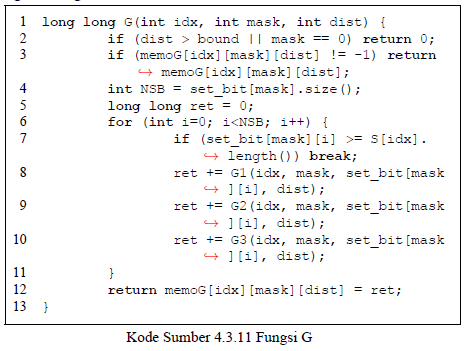 1 long long G(int idx, int mask, int dist) {
2 if (dist > bound || mask == 0) return 0;
3 if (memoG[idx][mask][dist] != -1) return
↪ memoG[idx][mask][dist];
4 int NSB = set_bit[mask].size();
5 long long ret = 0;
6 for (int i=0; i<NSB; i++) {
7 if (set_bit[mask][i] >= S[idx].
↪ length()) break;
8 ret += G1(idx, mask, set_bit[mask
↪ ][i], dist);
9 ret += G2(idx, mask, set_bit[mask
↪ ][i], dist);
10 ret += G3(idx, mask, set_bit[mask
↪ ][i], dist);
11 }
12 return memoG[idx][mask][dist] = ret;
13 }
Kode Sumber 4.3.11 Fungsi G